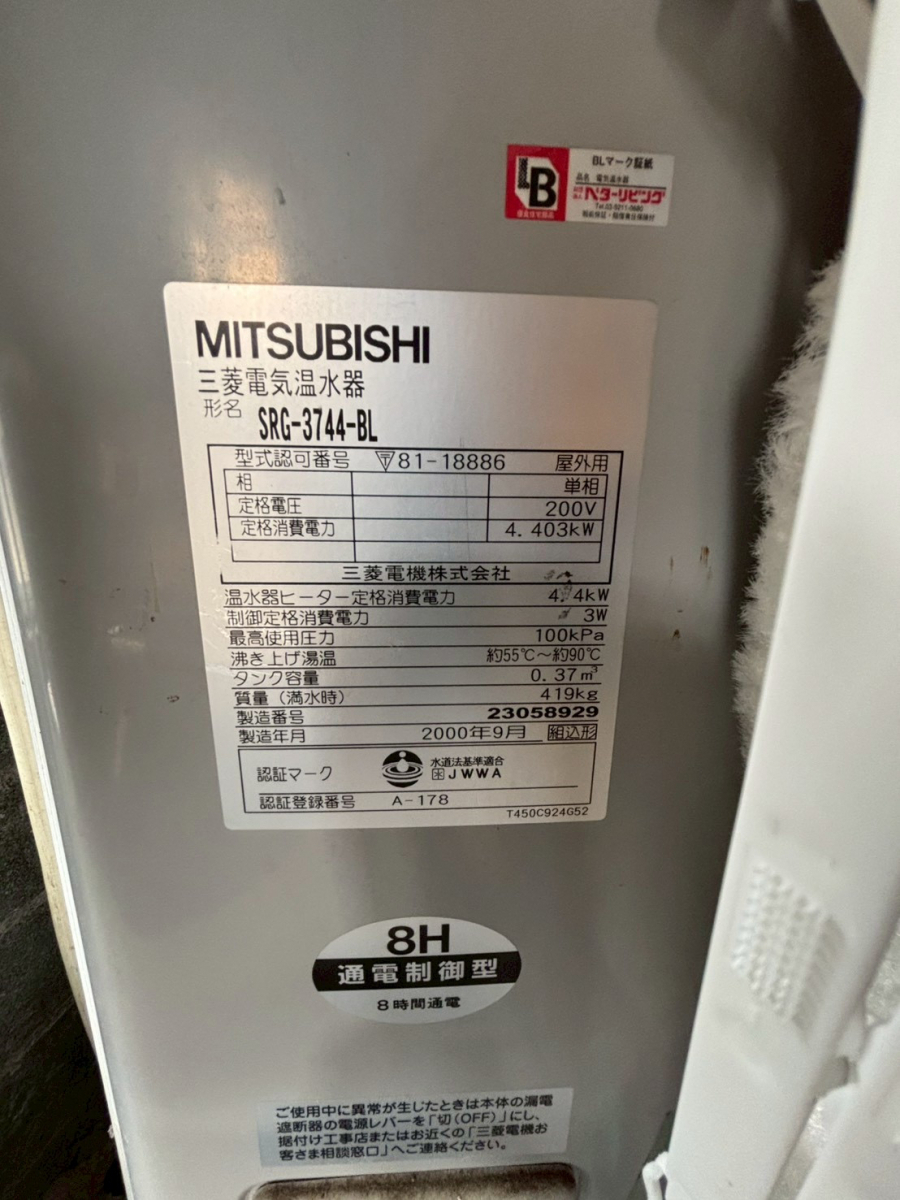 BLマーク証紙
品名 電気温水器
ベターリビング
LB
MITSUBISHI
三菱電気温水器
形名 SRG-3744-BL
型式認可番号 81-18886 屋外用
相 単相
定格電圧 200V
定格消費電力 4.403kW
三菱電機株式会社
温水器ヒーター定格消費電力 4.4kW
制御定格消費電力 3W
最高使用圧力 100kPa
沸き上げ湯温 約55℃〜約90℃
タンク容量 0.37m³
質量(満水時) 419kg
製造番号 23058929
製造年月 2000年9月 組込形
認証マーク 水道法基準適合
JWWA
認証登録番号 A-178
T450C924G52
8H
通電制御型
8時間通電
ご使用中に異常が生じたときは本体の漏電
遮断器の電源レバーを「切(OFF)」にし、
据付け工事店またはお近くの「三菱電機お
客さま相談窓口」へご連絡ください。